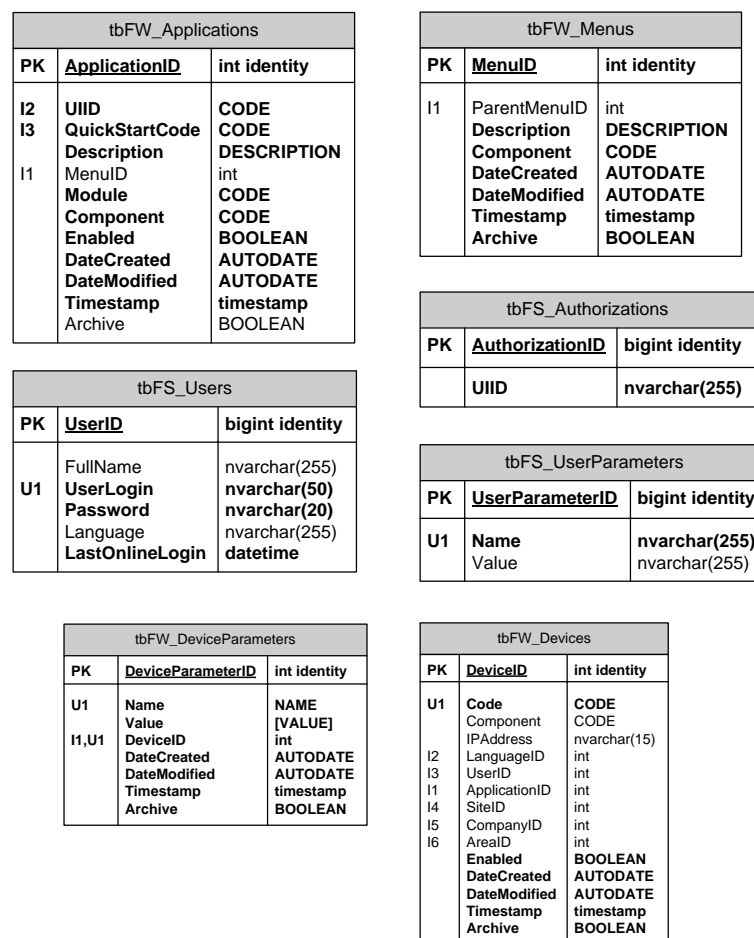 tbFW_Applications
PK ApplicationID int identity
I2 UIID CODE
I3 QuickStartCode CODE
Description DESCRIPTION
I1 MenuID int
Module CODE
Component CODE
Enabled BOOLEAN
DateCreated AUTODATE
DateModified AUTODATE
Timestamp timestamp
Archive BOOLEAN
tbFW_Menus
PK MenuID int identity
I1 ParentMenuID int
Description DESCRIPTION
Component CODE
DateCreated AUTODATE
DateModified AUTODATE
Timestamp timestamp
Archive BOOLEAN
tbFS_Authorizations
PK AuthorizationID bigint identity
UIID nvarchar(255)
tbFS_Users
PK UserID bigint identity
FullName nvarchar(255)
U1 UserLogin nvarchar(50)
Password nvarchar(20)
Language nvarchar(255)
LastOnlineLogin datetime
tbFS_UserParameters
PK UserParameterID bigint identity
U1 Name nvarchar(255)
Value nvarchar(255)
tbFW_DeviceParameters
PK DeviceParameterID int identity
U1 Name NAME
Value [VALUE]
I1,U1 DeviceID int
DateCreated AUTODATE
DateModified AUTODATE
Timestamp timestamp
Archive BOOLEAN
tbFW_Devices
PK DeviceID int identity
U1 Code CODE
Component CODE
IPAddress nvarchar(15)
I2 LanguageID int
I3 UserID int
I1 ApplicationID int
I4 SiteID int
I5 CompanyID int
I6 AreaID int
Enabled BOOLEAN
DateCreated AUTODATE
DateModified AUTODATE
Timestamp timestamp
Archive BOOLEAN